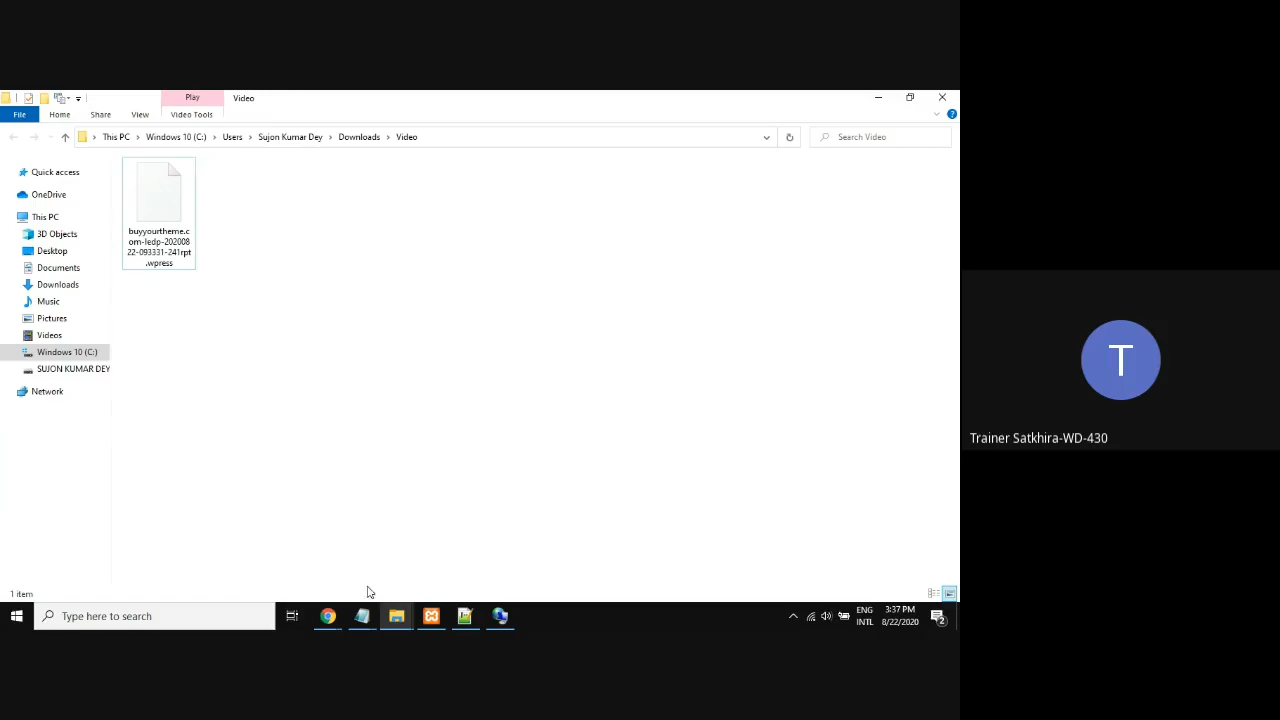 Play
Video
File
Home
Share
View
Video Tools
This PC
Windows 10 (C:)
Users
Sujon Kumar Dey
Downloads
Video
Search Video
Quick access
OneDrive
This PC
3D Objects
Desktop
Documents
Downloads
Music
Pictures
Videos
Windows 10 (C:)
SUJON KUMAR DEY
Network
buyyourtheme.c
om-ledp-202008
22-093331-241rpt
.wpress
T
Trainer Satkhira-WD-430
1 item
Type here to search
ENG
INTL
3:37 PM
8/22/2020
2